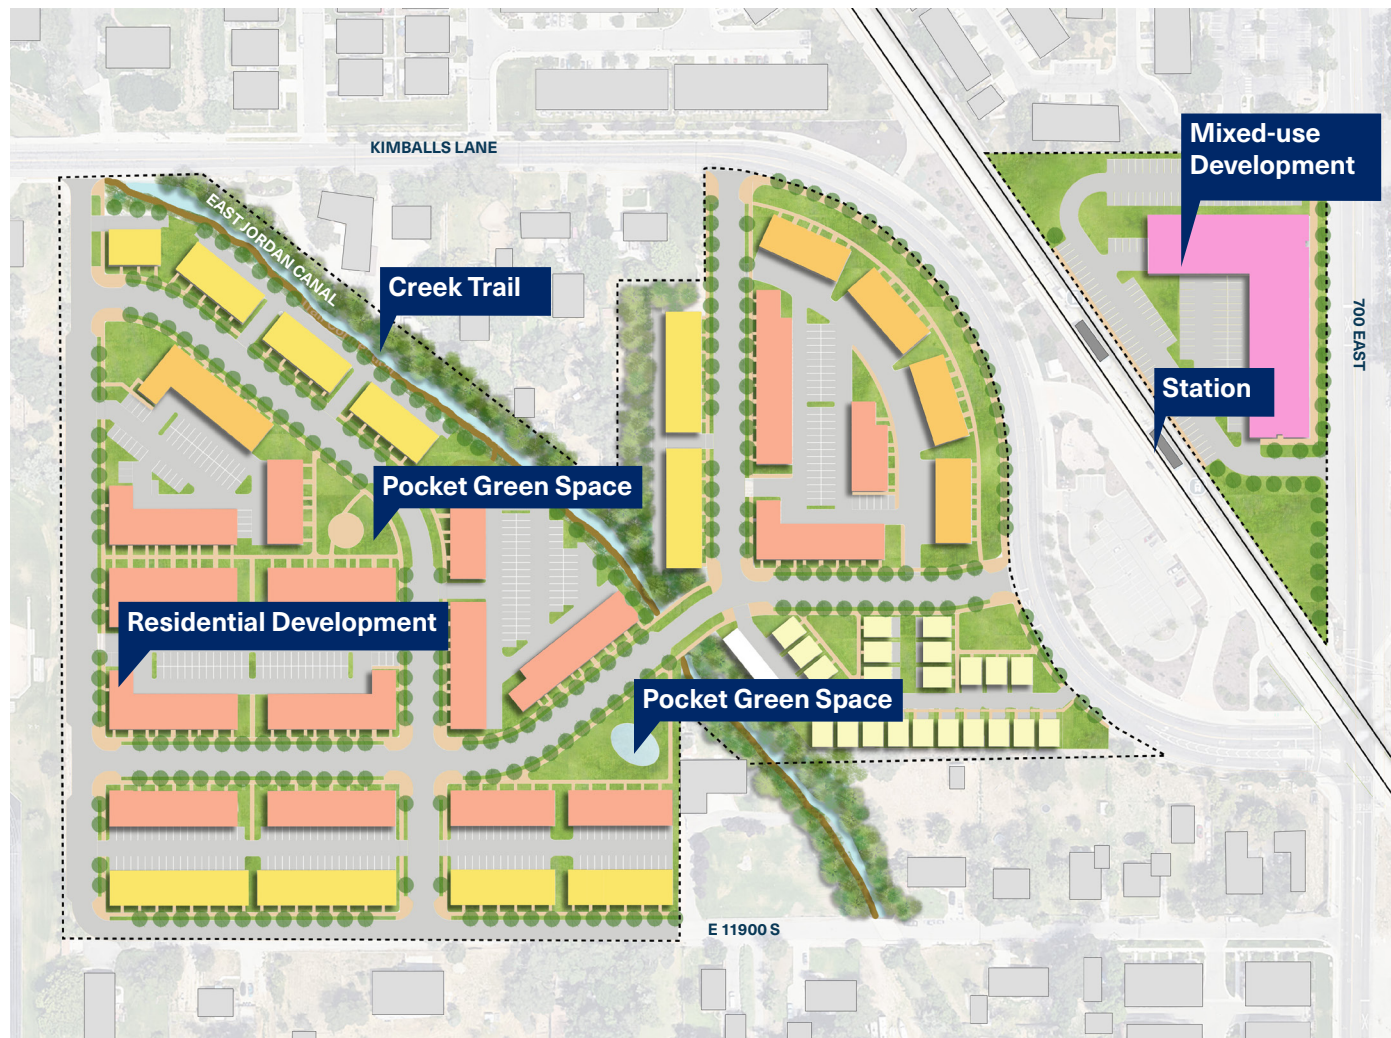 KIMBALLS LANE
Mixed-use
Development
EAST JORDAN CANAL
Creek Trail
700 EAST
Station
Pocket Green Space
Residential Development
Pocket Green Space
E 11900 S